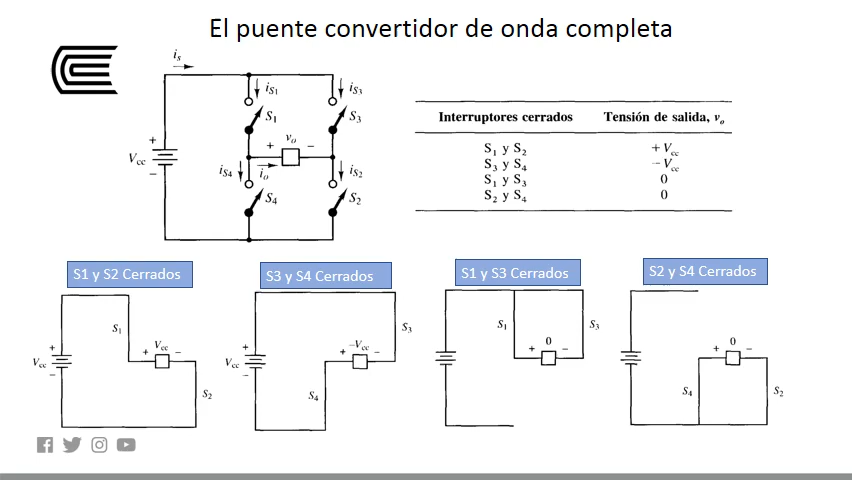 El puente convertidor de onda completa
i_s
i_S1
i_S3
S₁
S₃
v_o
+ −
+
V_cc
−
i_S4
i_o
i_S2
S₄
S₂
Interruptores cerrados Tensión de salida, v_o
S₁ y S₂ + V_cc
S₃ y S₄ − V_cc
S₁ y S₃ 0
S₂ y S₄ 0
S1 y S2 Cerrados
S₁
V_cc
+ −
+
V_cc
−
S₂
S3 y S4 Cerrados
S₃
−V_cc
+ −
+
V_cc
−
S₄
S1 y S3 Cerrados
S₁
S₃
0
+ −
S2 y S4 Cerrados
0
+ −
S₄
S₂